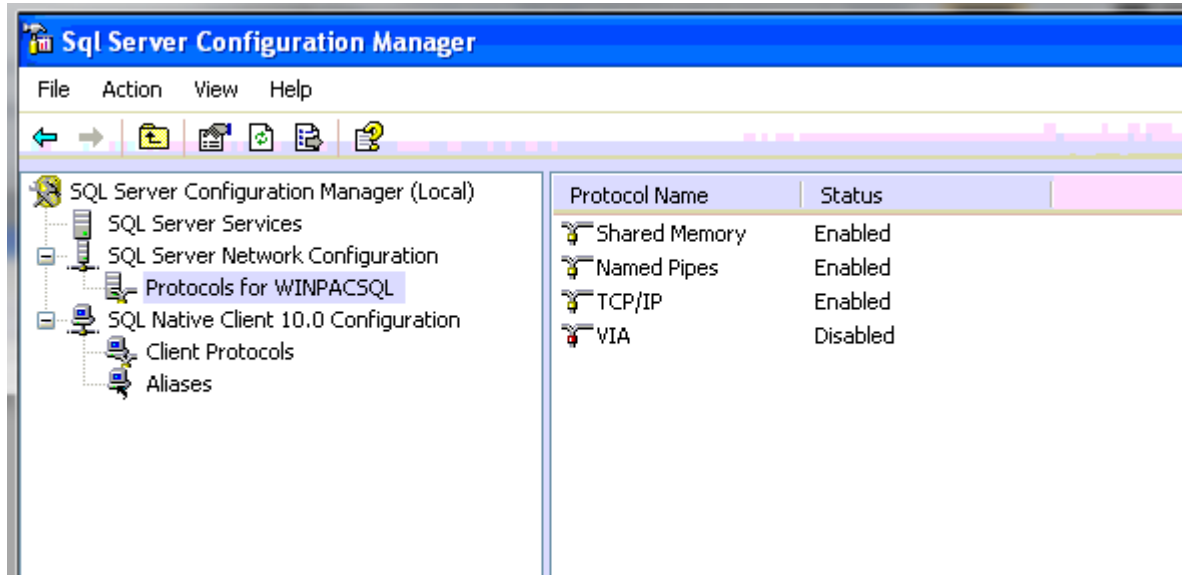 Sql Server Configuration Manager
File Action View Help
SQL Server Configuration Manager (Local)
SQL Server Services
SQL Server Network Configuration
Protocols for WINPACSQL
SQL Native Client 10.0 Configuration
Client Protocols
Aliases
Protocol Name Status
Shared Memory Enabled
Named Pipes Enabled
TCP/IP Enabled
VIA Disabled